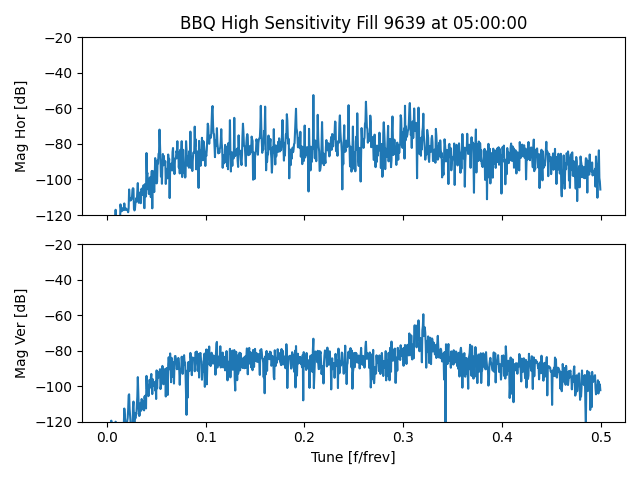 BBQ High Sensitivity Fill 9639 at 05:00:00
Mag Hor [dB]
−20
−40
−60
−80
−100
−120
Mag Ver [dB]
−20
−40
−60
−80
−100
−120
0.0 0.1 0.2 0.3 0.4 0.5
Tune [f/frev]